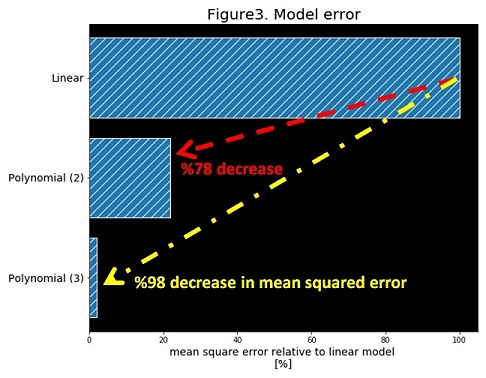 Figure3. Model error
Linear
%78 decrease
Polynomial (2)
Polynomial (3)
%98 decrease in mean squared error
0 20 40 60 80 100
mean square error relative to linear model
[%]